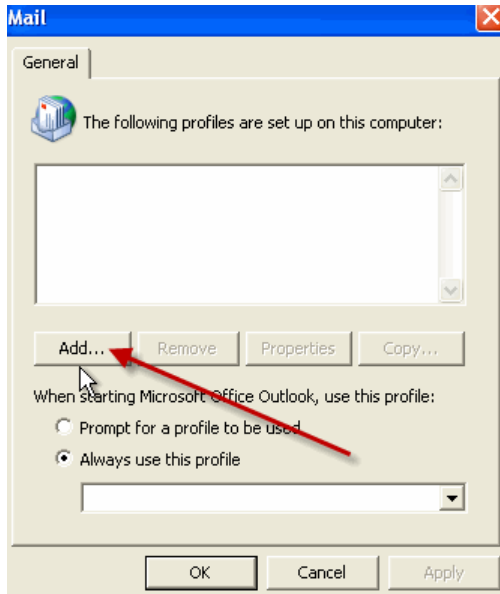 Mail
General
The following profiles are set up on this computer:
Add... Remove Properties Copy...
When starting Microsoft Office Outlook, use this profile:
Prompt for a profile to be used
Always use this profile
OK Cancel Apply